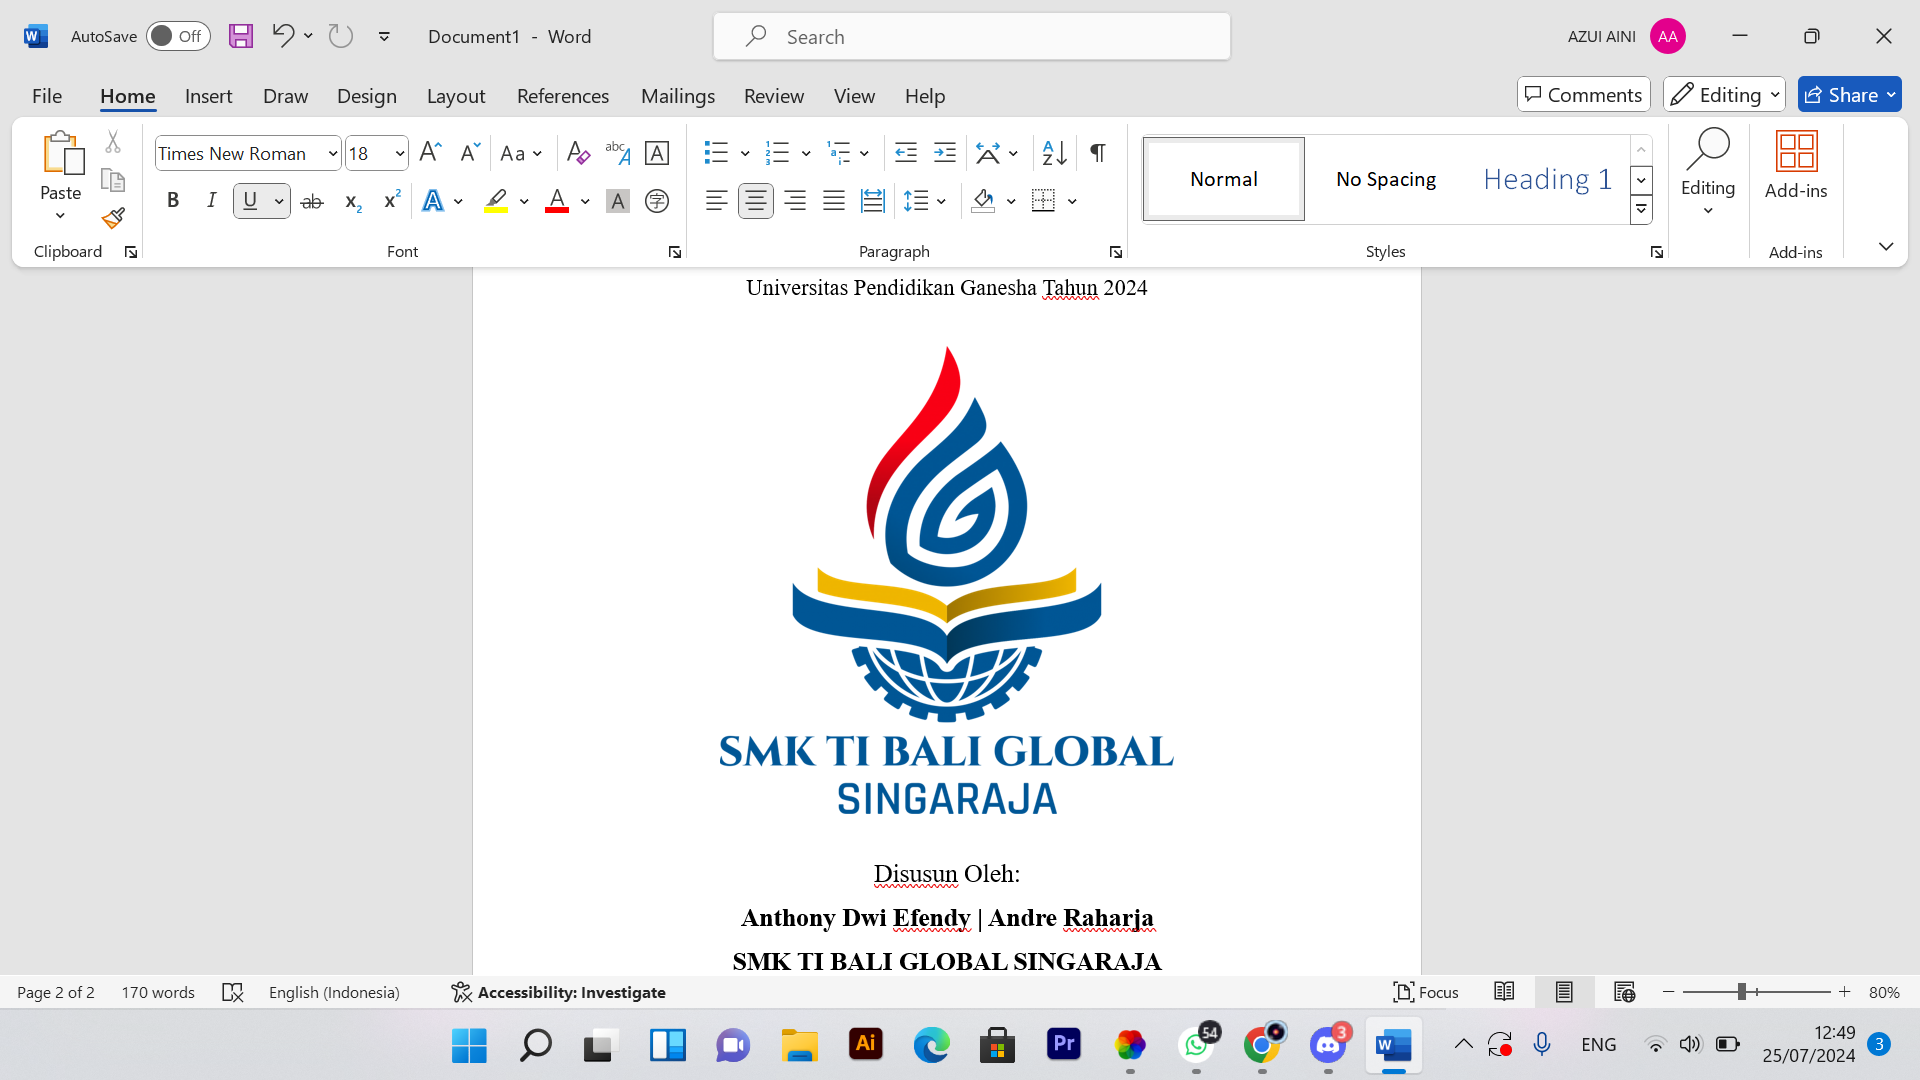 AutoSave Off Document1 - Word Search AZUI AINI AA
File Home Insert Draw Design Layout References Mailings Review View Help Comments Editing Share
Paste Times New Roman 18 Normal No Spacing Heading 1 Editing Add-ins
Clipboard Font Paragraph Styles Add-ins
Universitas Pendidikan Ganesha Tahun 2024
SMK TI BALI GLOBAL
SINGARAJA
Disusun Oleh:
Anthony Dwi Efendy | Andre Raharja
SMK TI BALI GLOBAL SINGARAJA
Page 2 of 2 170 words English (Indonesia) Accessibility: Investigate Focus 80%
Ai Pr 54 3 ENG 12:49 3
25/07/2024